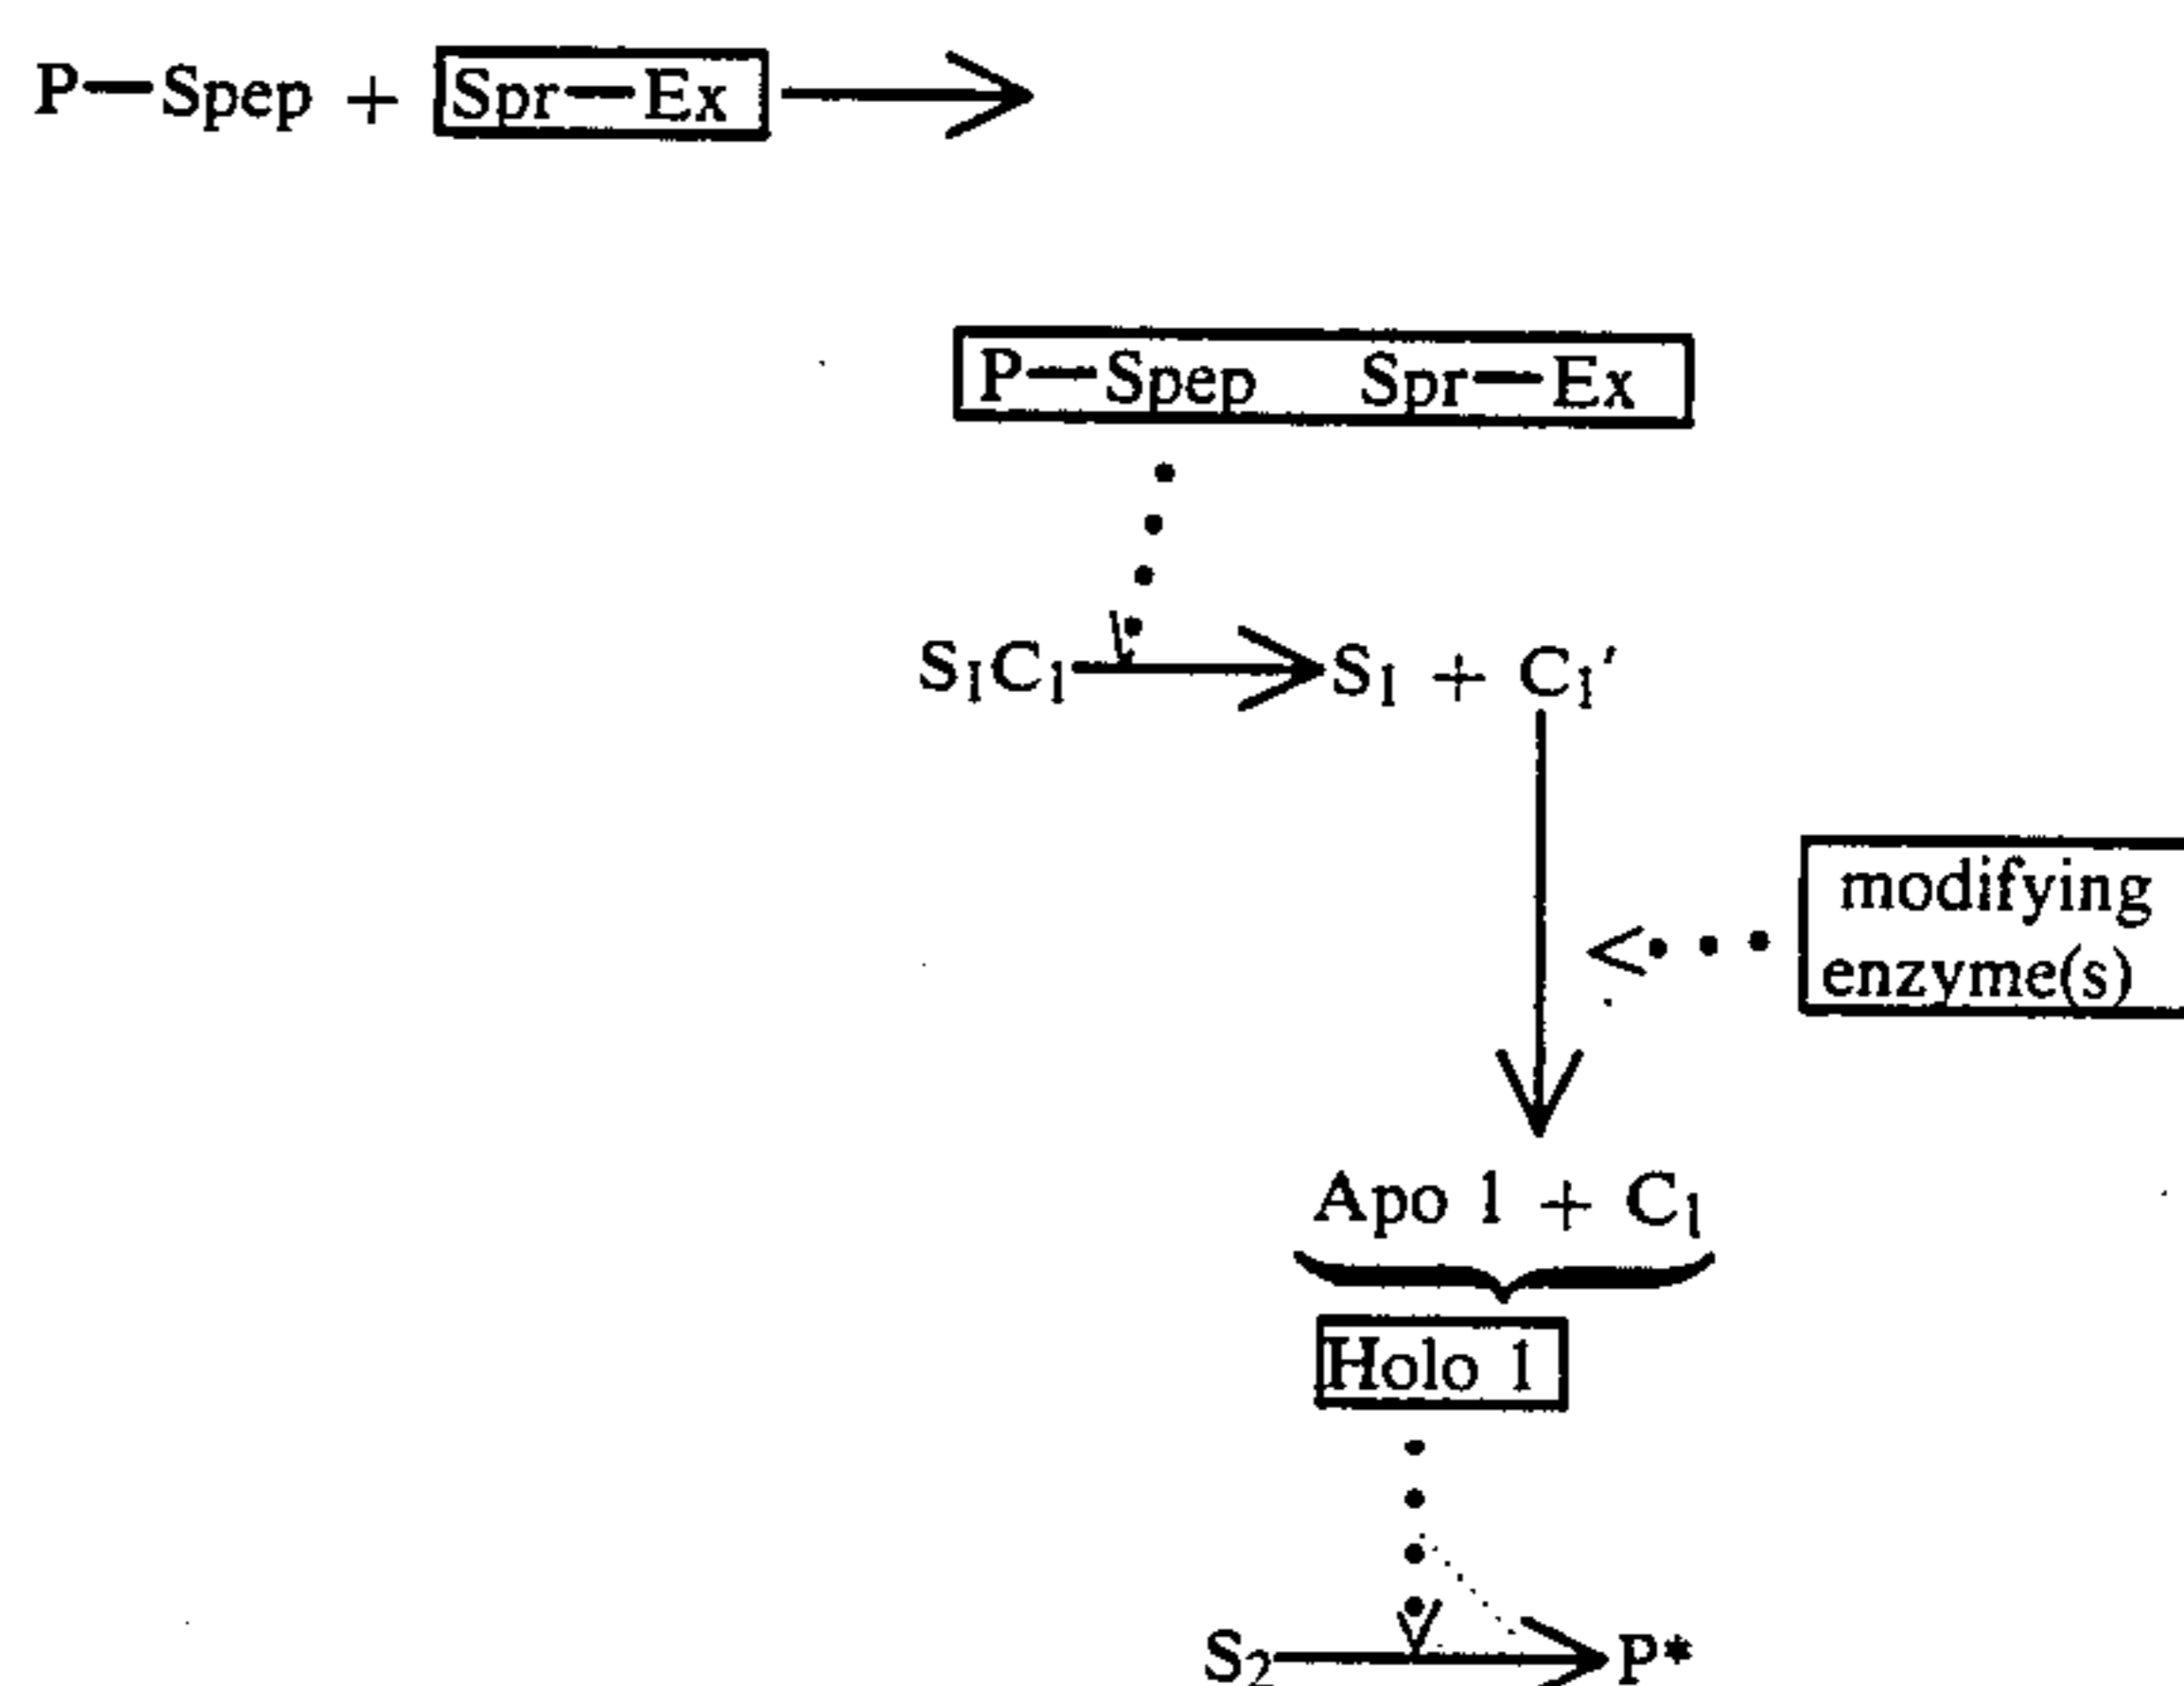 P—Spep + Spr—Ex
P—Spep Spr—Ex
S₁C₁ S₁ + C₁′
modifying
enzyme(s)
Apo 1 + C₁
Holo 1
S₂ P*